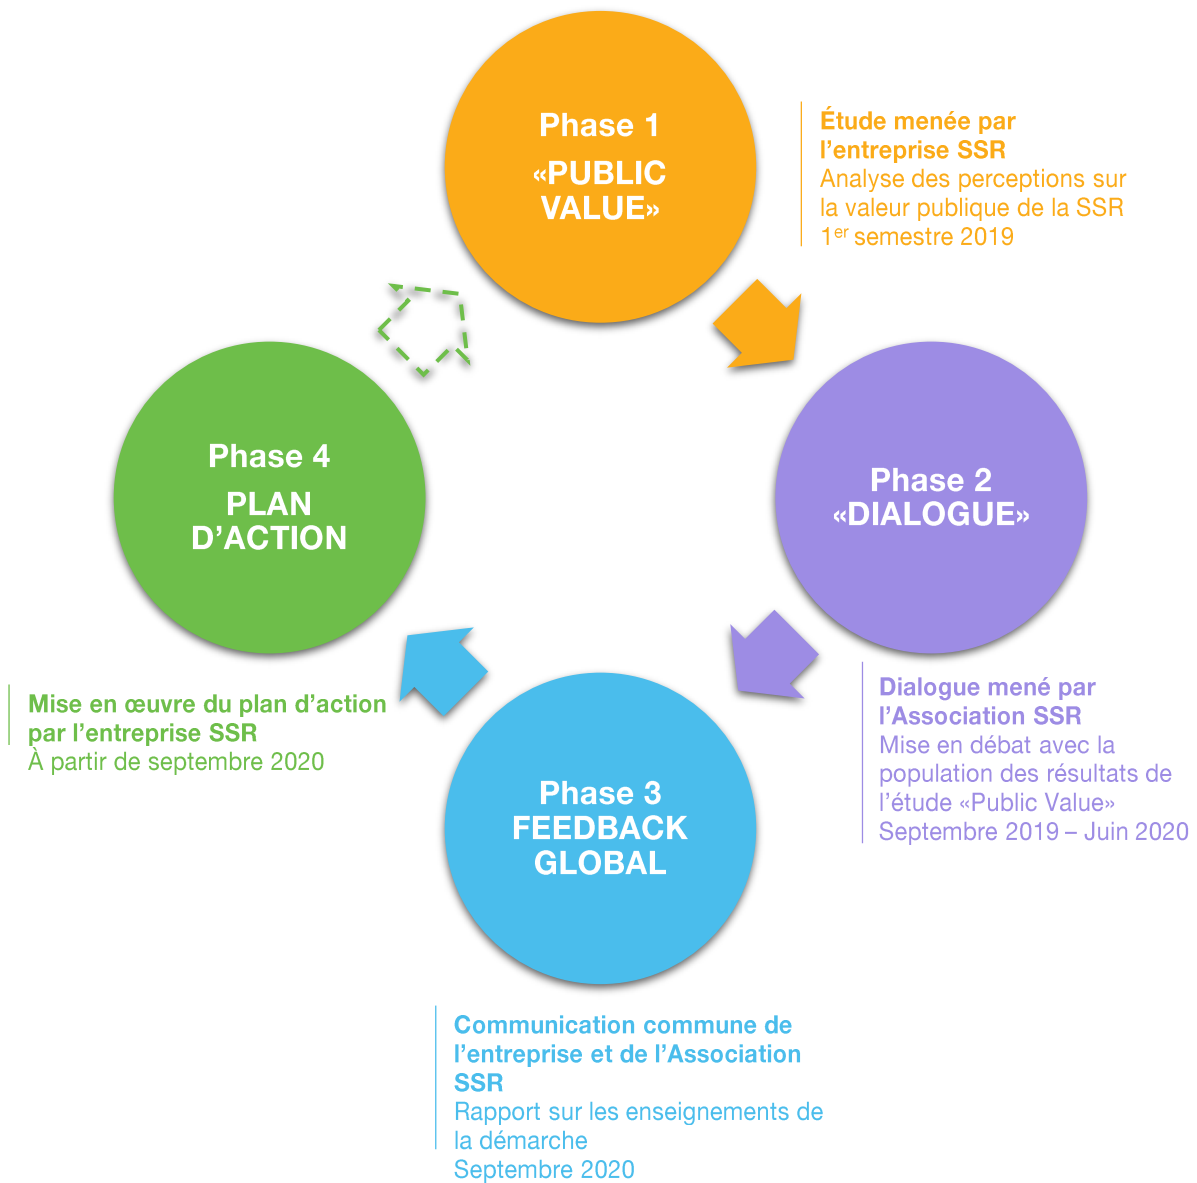 Phase 1
«PUBLIC
VALUE»
Étude menée par
l’entreprise SSR
Analyse des perceptions sur
la valeur publique de la SSR
1er semestre 2019
Phase 2
«DIALOGUE»
Dialogue mené par
l’Association SSR
Mise en débat avec la
population des résultats de
l’étude «Public Value»
Septembre 2019 – Juin 2020
Phase 3
FEEDBACK
GLOBAL
Communication commune de
l’entreprise et de l’Association
SSR
Rapport sur les enseignements de
la démarche
Septembre 2020
Phase 4
PLAN
D’ACTION
Mise en œuvre du plan d’action
par l’entreprise SSR
À partir de septembre 2020